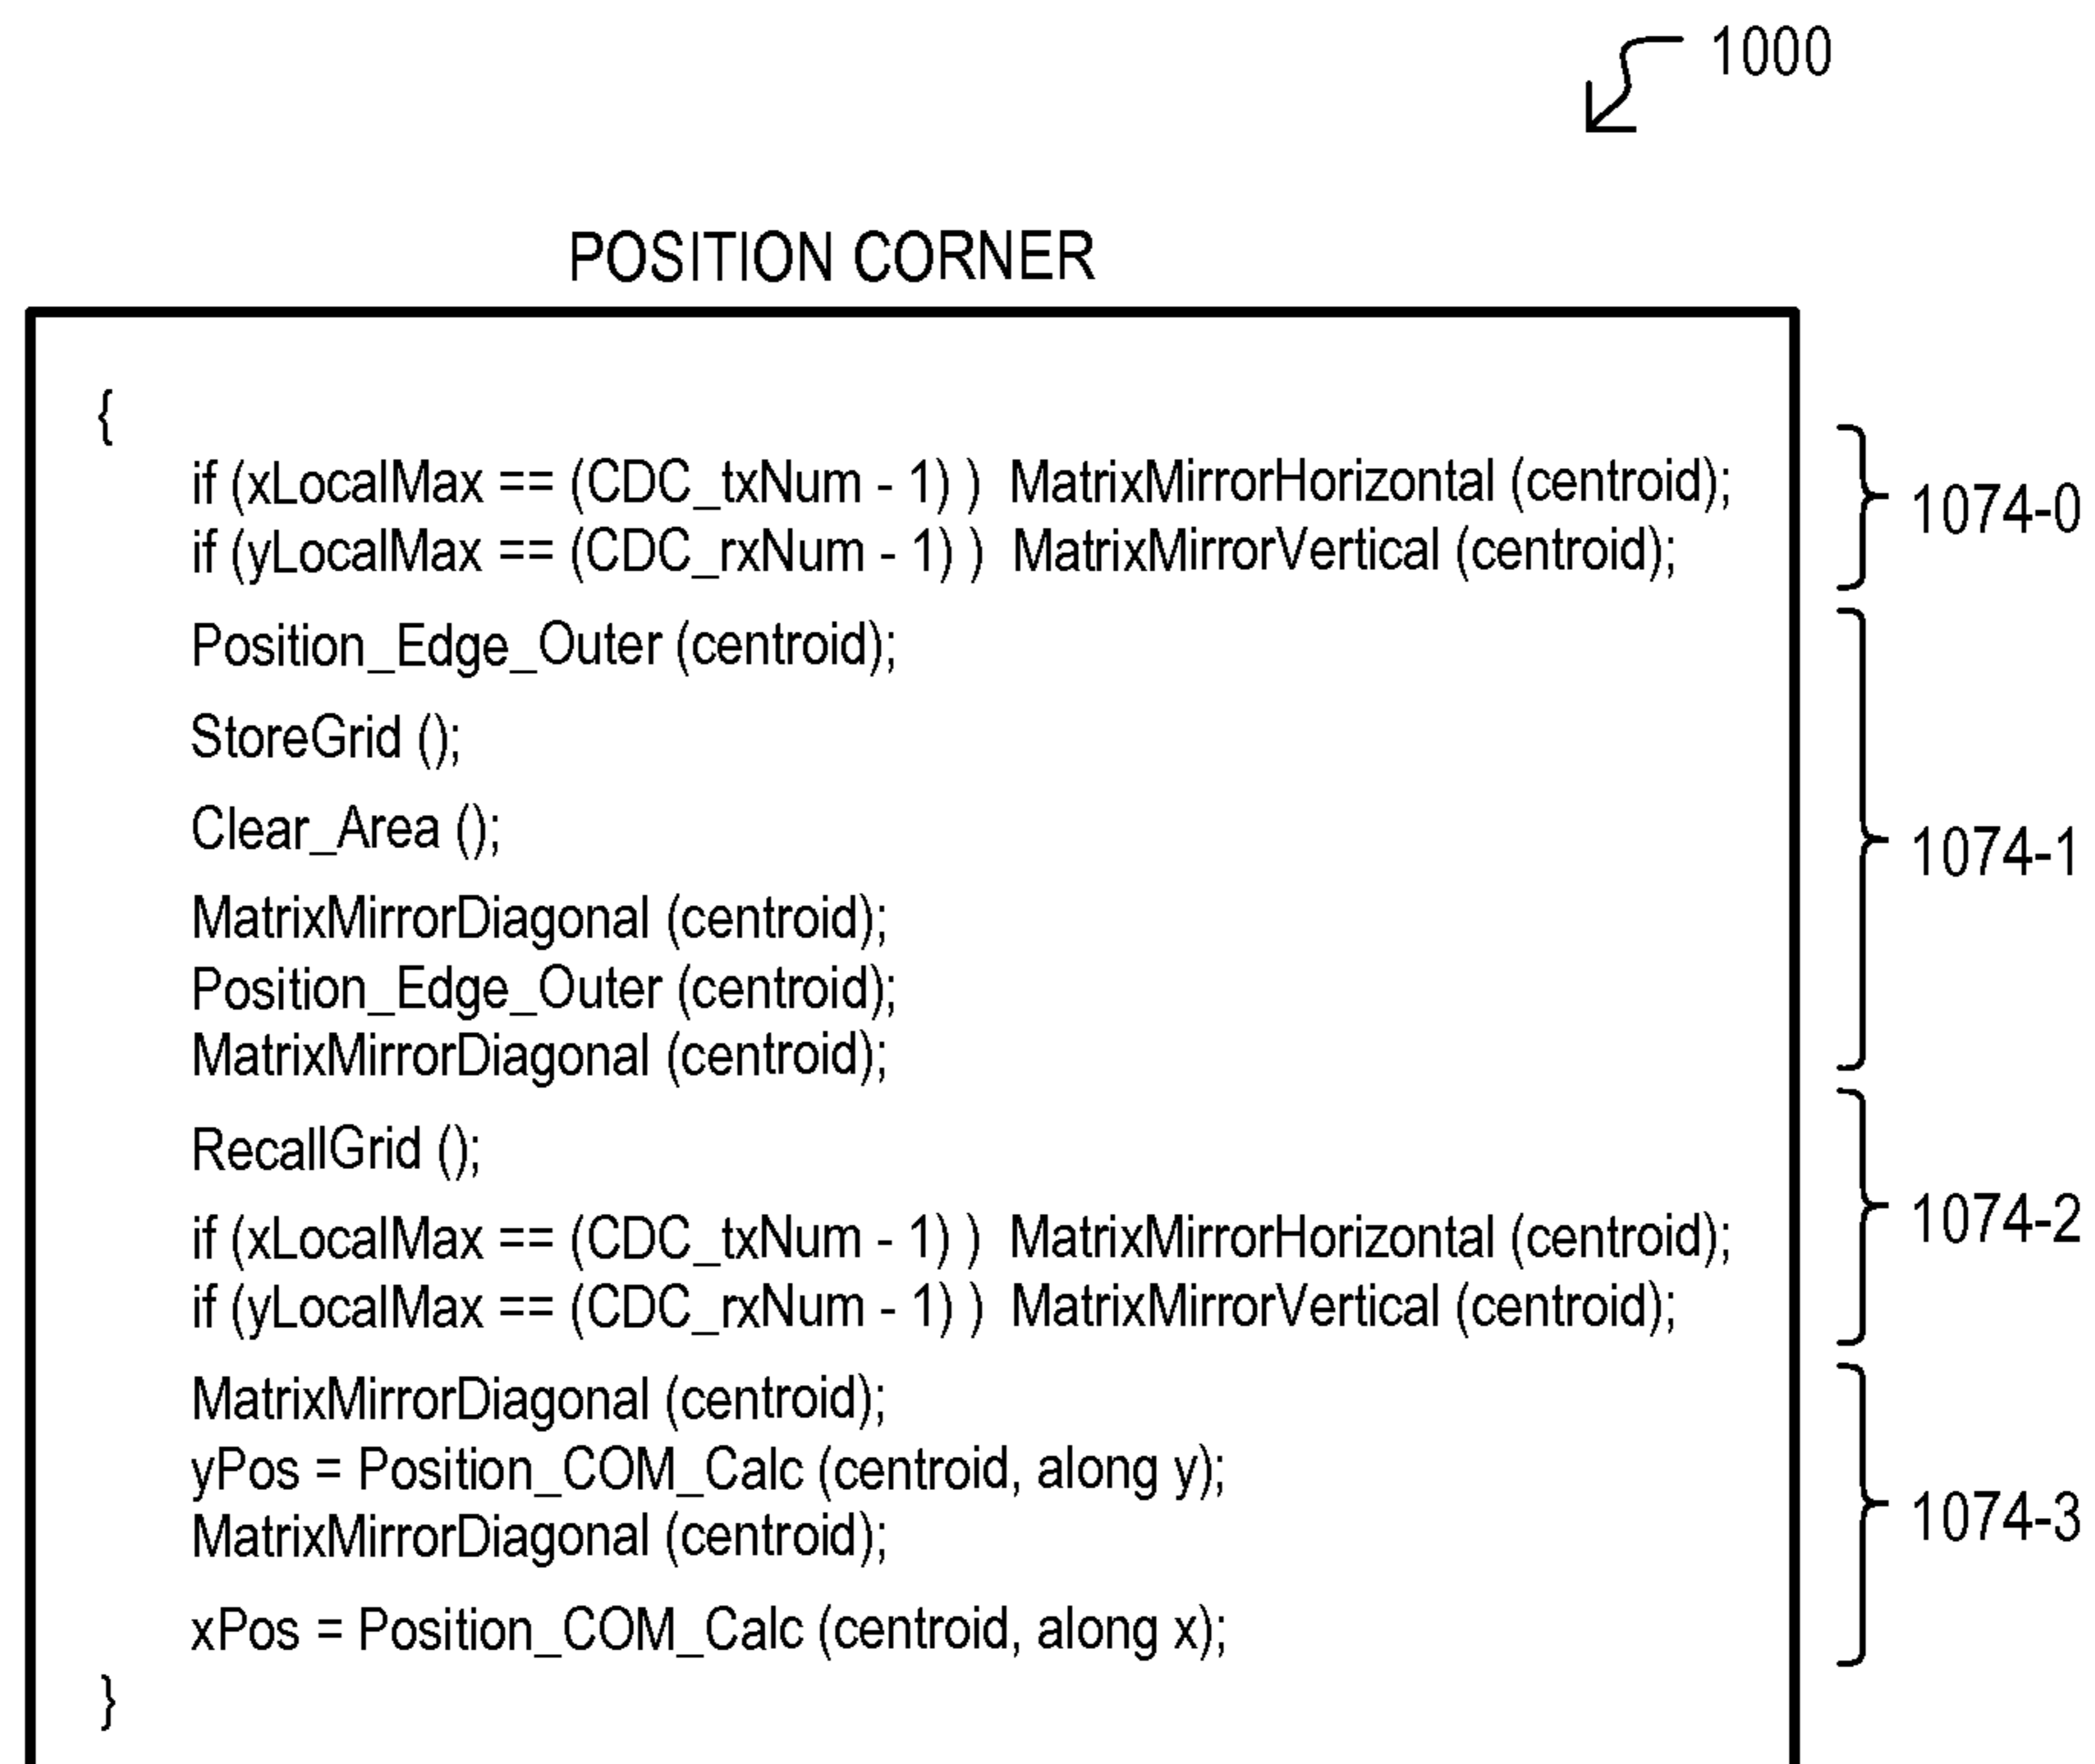 1000
POSITION CORNER
{
if (xLocalMax == (CDC_txNum - 1) ) MatrixMirrorHorizontal (centroid);
if (yLocalMax == (CDC_rxNum - 1) ) MatrixMirrorVertical (centroid);
1074-0
Position_Edge_Outer (centroid);
StoreGrid ();
Clear_Area ();
MatrixMirrorDiagonal (centroid);
Position_Edge_Outer (centroid);
MatrixMirrorDiagonal (centroid);
1074-1
RecallGrid ();
if (xLocalMax == (CDC_txNum - 1) ) MatrixMirrorHorizontal (centroid);
if (yLocalMax == (CDC_rxNum - 1) ) MatrixMirrorVertical (centroid);
1074-2
MatrixMirrorDiagonal (centroid);
yPos = Position_COM_Calc (centroid, along y);
MatrixMirrorDiagonal (centroid);
xPos = Position_COM_Calc (centroid, along x);
1074-3
}